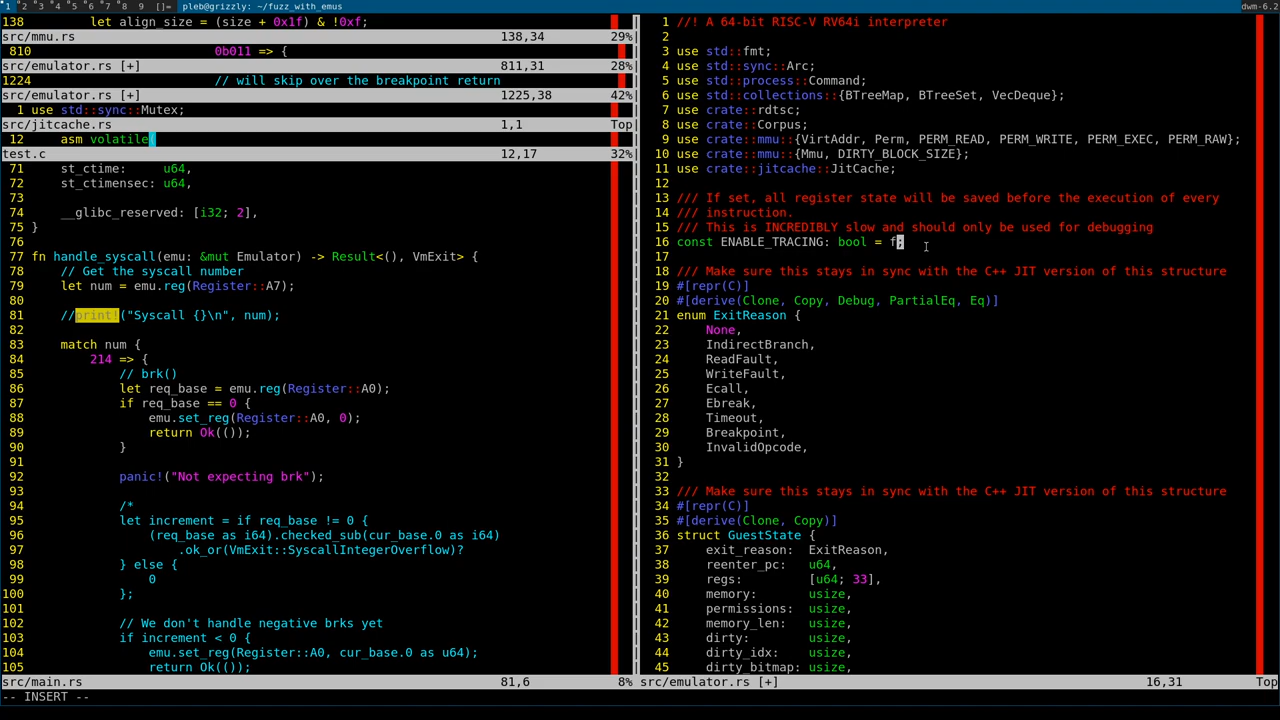 1 2 3 4 5 6 7 8 9 []= pleb@grizzly: ~/fuzz_with_emus dwm-6.2
138         let align_size = (size + 0x1f) & !0xf;
src/mmu.rs 138,34 29%
810                         0b011 => {
src/emulator.rs [+] 811,31 28%
1224                         // will skip over the breakpoint return
src/emulator.rs [+] 1225,38 42%
1 use std::sync::Mutex;
src/jitcache.rs 1,1 Top
12     asm volatile(
test.c 12,17 32%
71     st_ctime:     u64,
72     st_ctimensec: u64,
73
74     __glibc_reserved: [i32; 2],
75 }
76
77 fn handle_syscall(emu: &mut Emulator) -> Result<(), VmExit> {
78     // Get the syscall number
79     let num = emu.reg(Register::A7);
80
81     //print!("Syscall {}\n", num);
82
83     match num {
84         214 => {
85             // brk()
86             let req_base = emu.reg(Register::A0);
87             if req_base == 0 {
88                 emu.set_reg(Register::A0, 0);
89                 return Ok(());
90             }
91
92             panic!("Not expecting brk");
93
94             /*
95             let increment = if req_base != 0 {
96                 (req_base as i64).checked_sub(cur_base.0 as i64)
97                     .ok_or(VmExit::SyscallIntegerOverflow)?
98             } else {
99                 0
100             };
101
102             // We don't handle negative brks yet
103             if increment < 0 {
104                 emu.set_reg(Register::A0, cur_base.0 as u64);
105                 return Ok(());
src/main.rs 81,6 8%
-- INSERT --
1 //! A 64-bit RISC-V RV64i interpreter
2
3 use std::fmt;
4 use std::sync::Arc;
5 use std::process::Command;
6 use std::collections::{BTreeMap, BTreeSet, VecDeque};
7 use crate::rdtsc;
8 use crate::Corpus;
9 use crate::mmu::{VirtAddr, Perm, PERM_READ, PERM_WRITE, PERM_EXEC, PERM_RAW};
10 use crate::mmu::{Mmu, DIRTY_BLOCK_SIZE};
11 use crate::jitcache::JitCache;
12
13 /// If set, all register state will be saved before the execution of every
14 /// instruction.
15 /// This is INCREDIBLY slow and should only be used for debugging
16 const ENABLE_TRACING: bool = f;
17
18 /// Make sure this stays in sync with the C++ JIT version of this structure
19 #[repr(C)]
20 #[derive(Clone, Copy, Debug, PartialEq, Eq)]
21 enum ExitReason {
22     None,
23     IndirectBranch,
24     ReadFault,
25     WriteFault,
26     Ecall,
27     Ebreak,
28     Timeout,
29     Breakpoint,
30     InvalidOpcode,
31 }
32
33 /// Make sure this stays in sync with the C++ JIT version of this structure
34 #[repr(C)]
35 #[derive(Clone, Copy)]
36 struct GuestState {
37     exit_reason:  ExitReason,
38     reenter_pc:   u64,
39     regs:         [u64; 33],
40     memory:       usize,
41     permissions:  usize,
42     memory_len:   usize,
43     dirty:        usize,
44     dirty_idx:    usize,
45     dirty_bitmap: usize,
src/emulator.rs [+] 16,31 Top